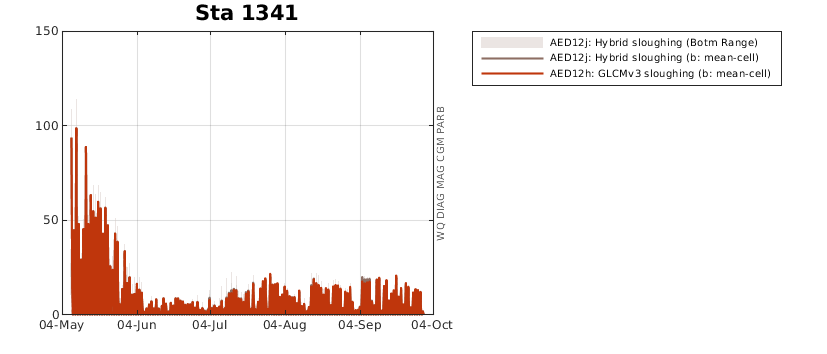 Sta 1341
150
100
50
0
04-May 04-Jun 04-Jul 04-Aug 04-Sep 04-Oct
WQ DIAG MAG CGM PARB
AED12j: Hybrid sloughing (Botm Range)
AED12j: Hybrid sloughing (b: mean-cell)
AED12h: GLCMv3 sloughing (b: mean-cell)